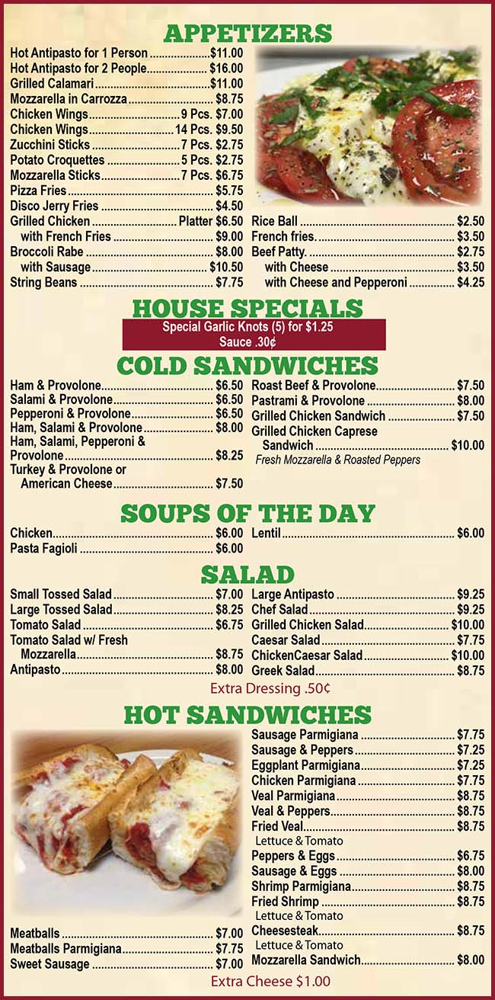 APPETIZERS
Hot Antipasto for 1 Person ....................$11.00
Hot Antipasto for 2 People.................... $16.00
Grilled Calamari......................................$11.00
Mozzarella in Carrozza............................ $8.75
Chicken Wings..............................9 Pcs. $7.00
Chicken Wings............................14 Pcs. $9.50
Zucchini Sticks .............................7 Pcs. $2.75
Potato Croquettes ........................5 Pcs. $2.75
Mozzarella Sticks..........................7 Pcs. $6.75
Pizza Fries................................................ $5.75
Disco Jerry Fries ..................................... $4.50
Grilled Chicken ............................ Platter $6.50
with French Fries ................................. $9.00
Broccoli Rabe .......................................... $8.00
with Sausage...................................... $10.50
String Beans ............................................ $7.75
Rice Ball ................................................... $2.50
French fries.............................................. $3.50
Beef Patty. ................................................ $2.75
with Cheese ......................................... $3.50
with Cheese and Pepperoni ............... $4.25
HOUSE SPECIALS
Special Garlic Knots (5) for $1.25
Sauce .30¢
COLD SANDWICHES
Ham & Provolone..................................... $6.50
Salami & Provolone................................. $6.50
Pepperoni & Provolone........................... $6.50
Ham, Salami & Provolone ....................... $8.00
Ham, Salami, Pepperoni &
Provolone................................................. $8.25
Turkey & Provolone or
American Cheese................................. $7.50
Roast Beef & Provolone.......................... $7.50
Pastrami & Provolone ............................. $8.00
Grilled Chicken Sandwich ...................... $7.50
Grilled Chicken Caprese
Sandwich ............................................ $10.00
Fresh Mozzarella & Roasted Peppers
SOUPS OF THE DAY
Chicken..................................................... $6.00
Pasta Fagioli ............................................ $6.00
Lentil......................................................... $6.00
SALAD
Small Tossed Salad................................. $7.00
Large Tossed Salad................................. $8.25
Tomato Salad ........................................... $6.75
Tomato Salad w/ Fresh
Mozzarella............................................. $8.75
Antipasto.................................................. $8.00
Large Antipasto ....................................... $9.25
Chef Salad................................................ $9.25
Grilled Chicken Salad............................ $10.00
Caesar Salad............................................ $7.75
ChickenCaesar Salad ............................ $10.00
Greek Salad.............................................. $8.75
Extra Dressing .50¢
HOT SANDWICHES
Sausage Parmigiana ............................... $7.75
Sausage & Peppers................................. $7.25
Eggplant Parmigiana............................... $7.25
Chicken Parmigiana ................................ $7.75
Veal Parmigiana....................................... $8.75
Veal & Peppers......................................... $8.75
Fried Veal.................................................. $8.75
Lettuce & Tomato
Peppers & Eggs....................................... $6.75
Sausage & Eggs ...................................... $8.00
Shrimp Parmigiana.................................. $8.75
Fried Shrimp ............................................ $8.75
Lettuce & Tomato
Cheesesteak............................................. $8.75
Lettuce & Tomato
Mozzarella Sandwich............................... $8.00
Meatballs .................................................. $7.00
Meatballs Parmigiana.............................. $7.75
Sweet Sausage ........................................ $7.00
Extra Cheese $1.00